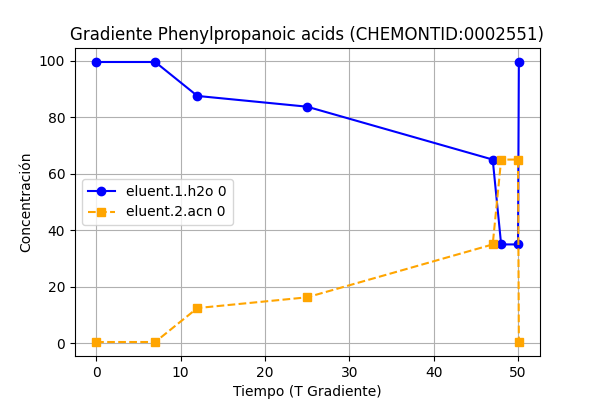 Gradiente Phenylpropanoic acids (CHEMONTID:0002551)
100
80
60
40
20
0
Concentración
eluent.1.h2o 0
eluent.2.acn 0
0 10 20 30 40 50
Tiempo (T Gradiente)